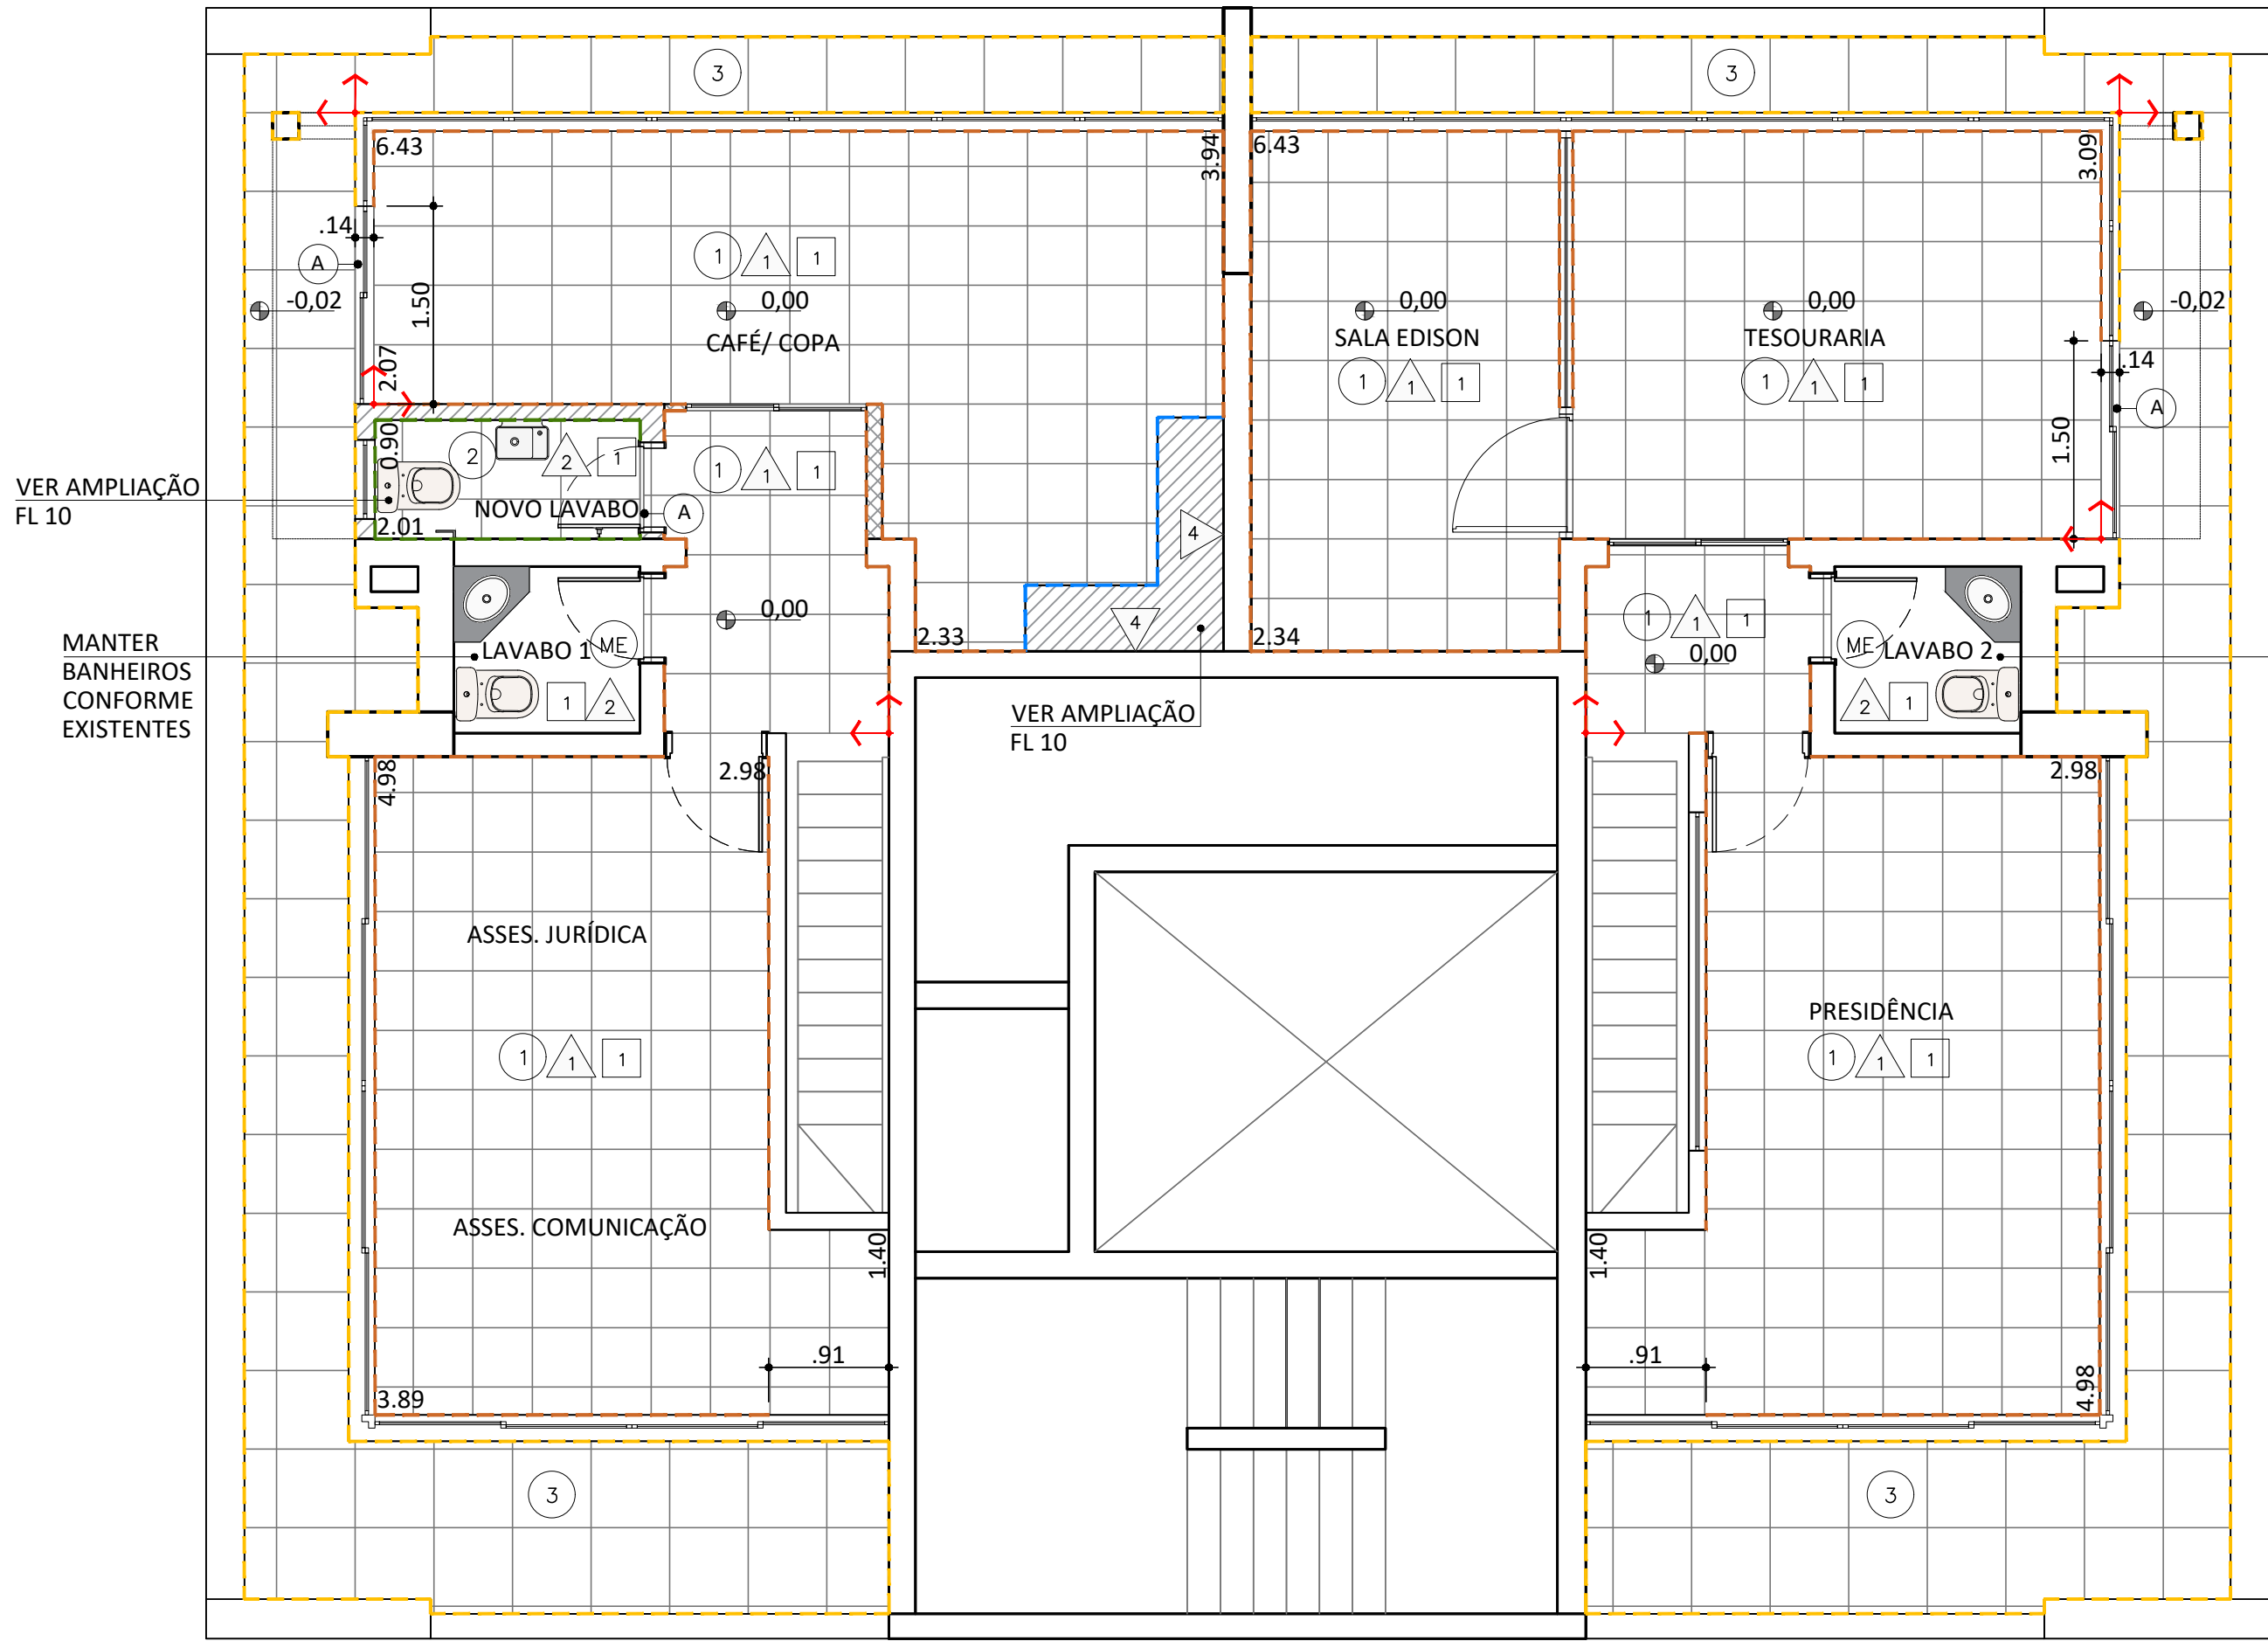 3
3
6.43
3.94
6.43
3.09
.14
A
1 1 1
-0,02
1.50
0,00
CAFÉ/ COPA
2.07
0,00
SALA EDISON
1 1 1
0,00
TESOURARIA
1 1 1
-0,02
.14
A
1.50
0.90
2
2
1
1 1 1
VER AMPLIAÇÃO
FL 10
NOVO LAVABO
A
2.01
4
4
0,00
2.33
2.34
MANTER
BANHEIROS
CONFORME
EXISTENTES
LAVABO 1
ME
1 2
1 1 1
0,00
ME
LAVABO 2
2 1
VER AMPLIAÇÃO
FL 10
4.98
2.98
2.98
ASSES. JURÍDICA
1 1 1
PRESIDÊNCIA
1 1 1
ASSES. COMUNICAÇÃO
1.40
1.40
.91
.91
3.89
4.98
3
3